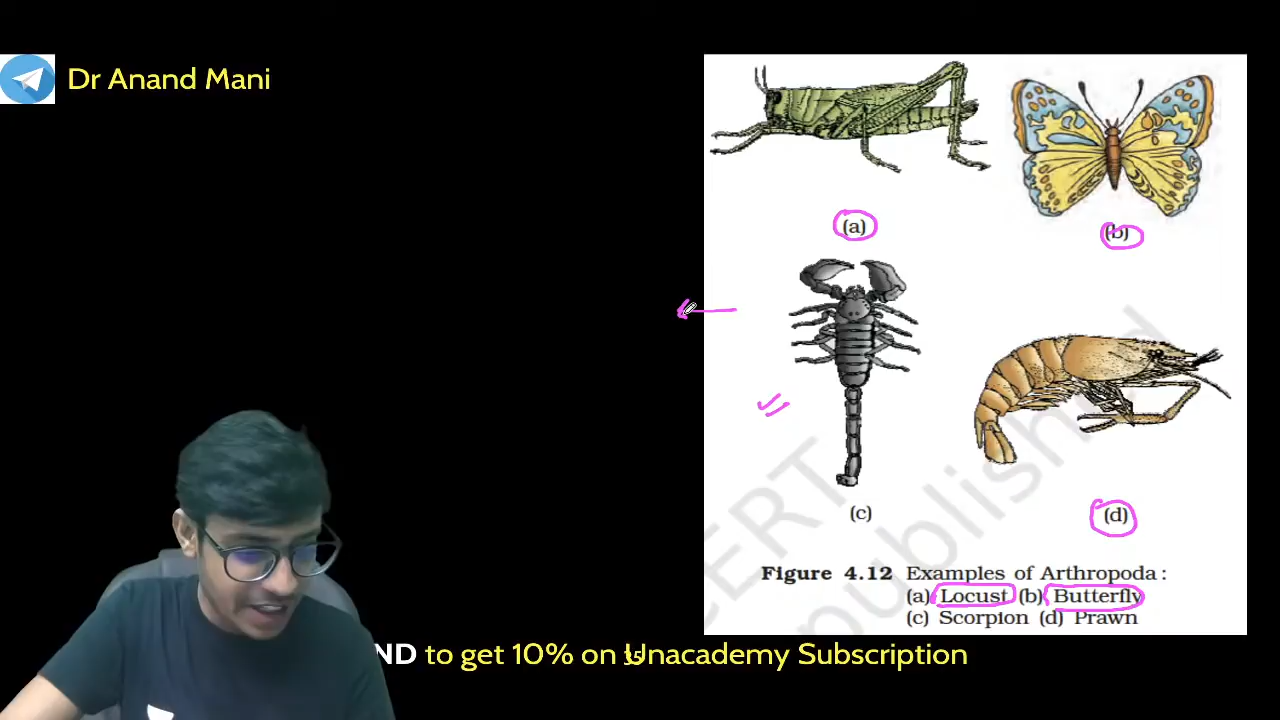 Dr Anand Mani
(a)
(b)
(c)
(d)
Figure 4.12 Examples of Arthropoda :
(a) Locust (b) Butterfly
(c) Scorpion (d) Prawn
ND to get 10% on Unacademy Subscription